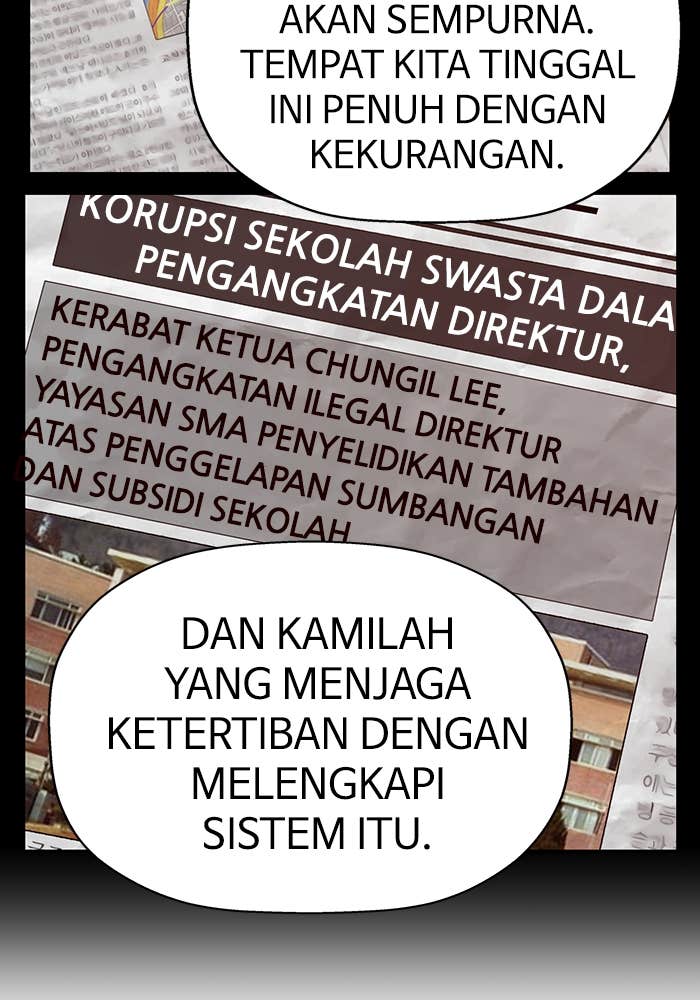 AKAN SEMPURNA.
TEMPAT KITA TINGGAL
INI PENUH DENGAN
KEKURANGAN.
KORUPSI SEKOLAH SWASTA DALA
PENGANGKATAN DIREKTUR,
KERABAT KETUA CHUNGIL LEE,
PENGANGKATAN ILEGAL DIREKTUR
YAYASAN SMA PENYELIDIKAN TAMBAHAN
ATAS PENGGELAPAN SUMBANGAN
DAN SUBSIDI SEKOLAH
DAN KAMILAH
YANG MENJAGA
KETERTIBAN DENGAN
MELENGKAPI
SISTEM ITU.